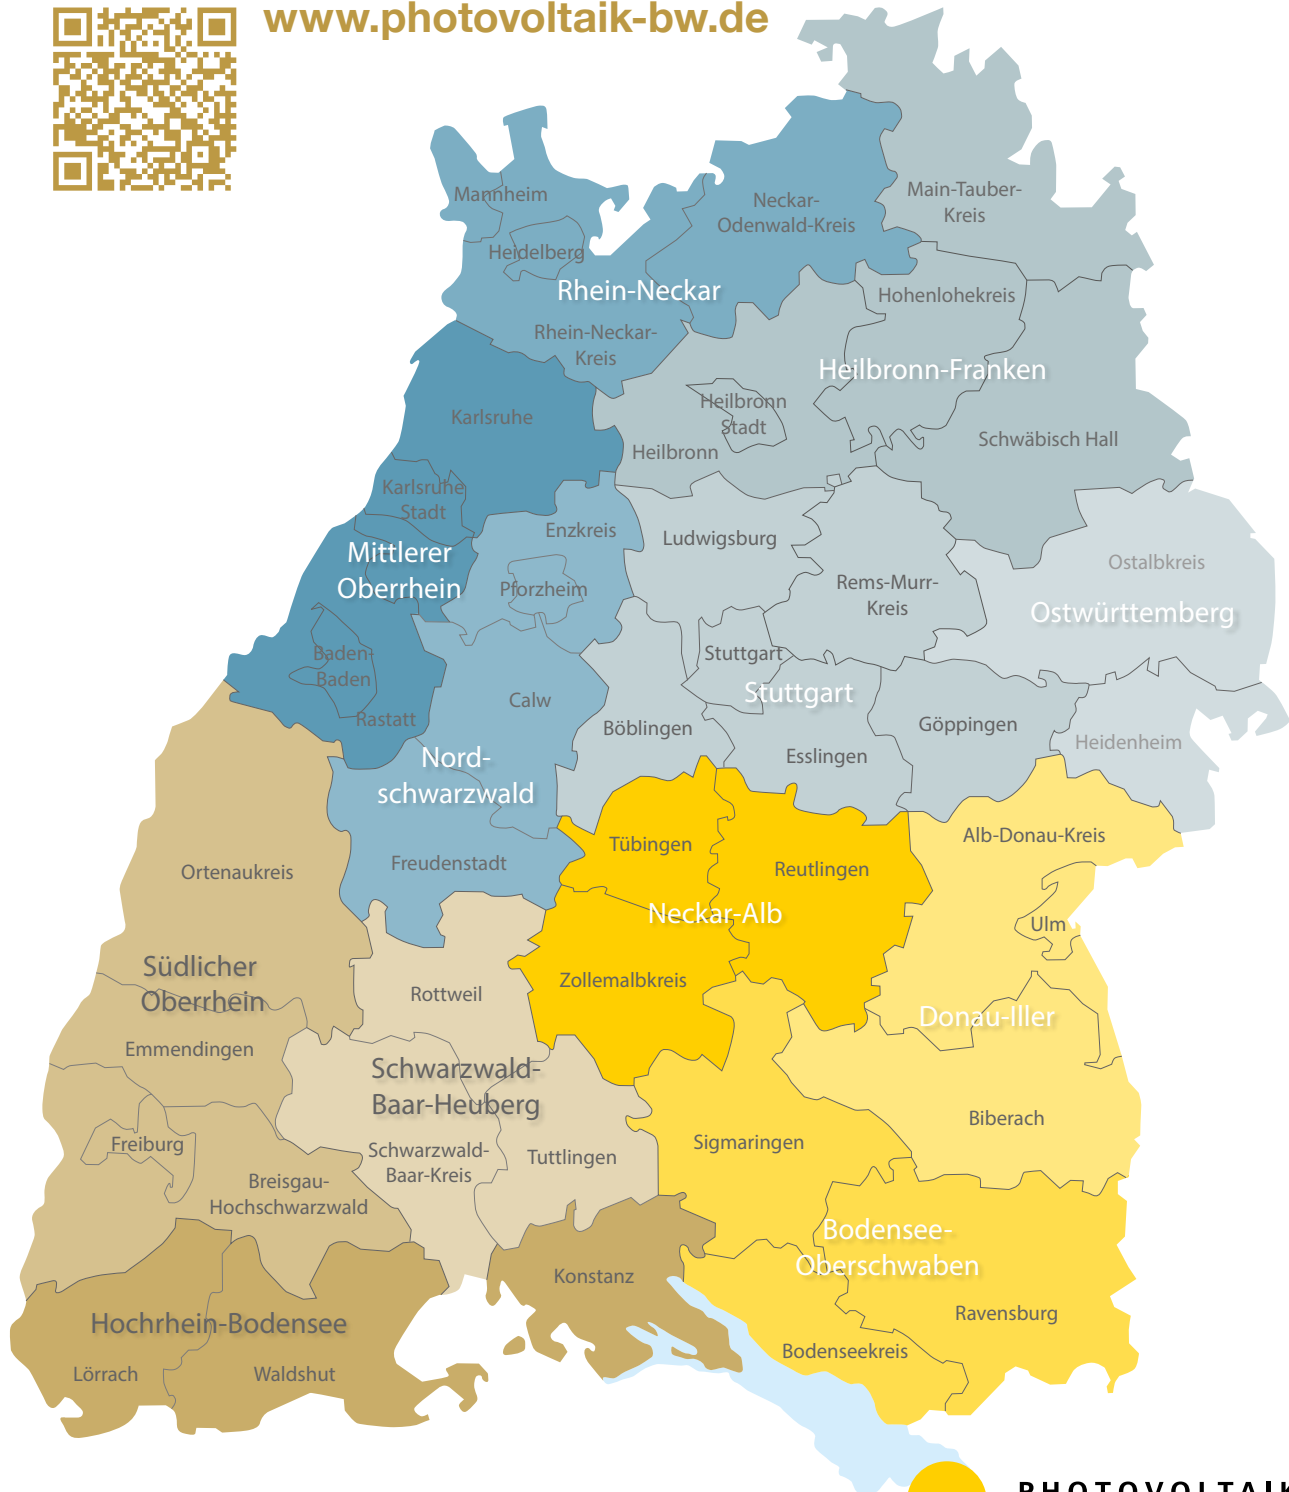 www.photovoltaik-bw.de
Mannheim
Heidelberg
Neckar-
Odenwald-Kreis
Main-Tauber-
Kreis
Rhein-Neckar
Hohenlohekreis
Rhein-Neckar-
Kreis
Heilbronn-Franken
Karlsruhe
Heilbronn
Stadt
Heilbronn
Schwäbisch Hall
Karlsruhe
Stadt
Enzkreis
Ludwigsburg
Mittlerer
Oberrhein
Pforzheim
Rems-Murr-
Kreis
Ostalbkreis
Ostwürttemberg
Baden-
Baden
Stuttgart
Stuttgart
Calw
Rastatt
Böblingen
Göppingen
Heidenheim
Esslingen
Nord-
schwarzwald
Tübingen
Alb-Donau-Kreis
Freudenstadt
Reutlingen
Ortenaukreis
Neckar-Alb
Ulm
Südlicher
Oberrhein
Zollemalbkreis
Rottweil
Donau-Iller
Emmendingen
Schwarzwald-
Baar-Heuberg
Biberach
Freiburg
Sigmaringen
Schwarzwald-
Baar-Kreis
Tuttlingen
Breisgau-
Hochschwarzwald
Bodensee-
Oberschwaben
Konstanz
Hochrhein-Bodensee
Ravensburg
Bodenseekreis
Lörrach
Waldshut
PHOTOVOLTAIK